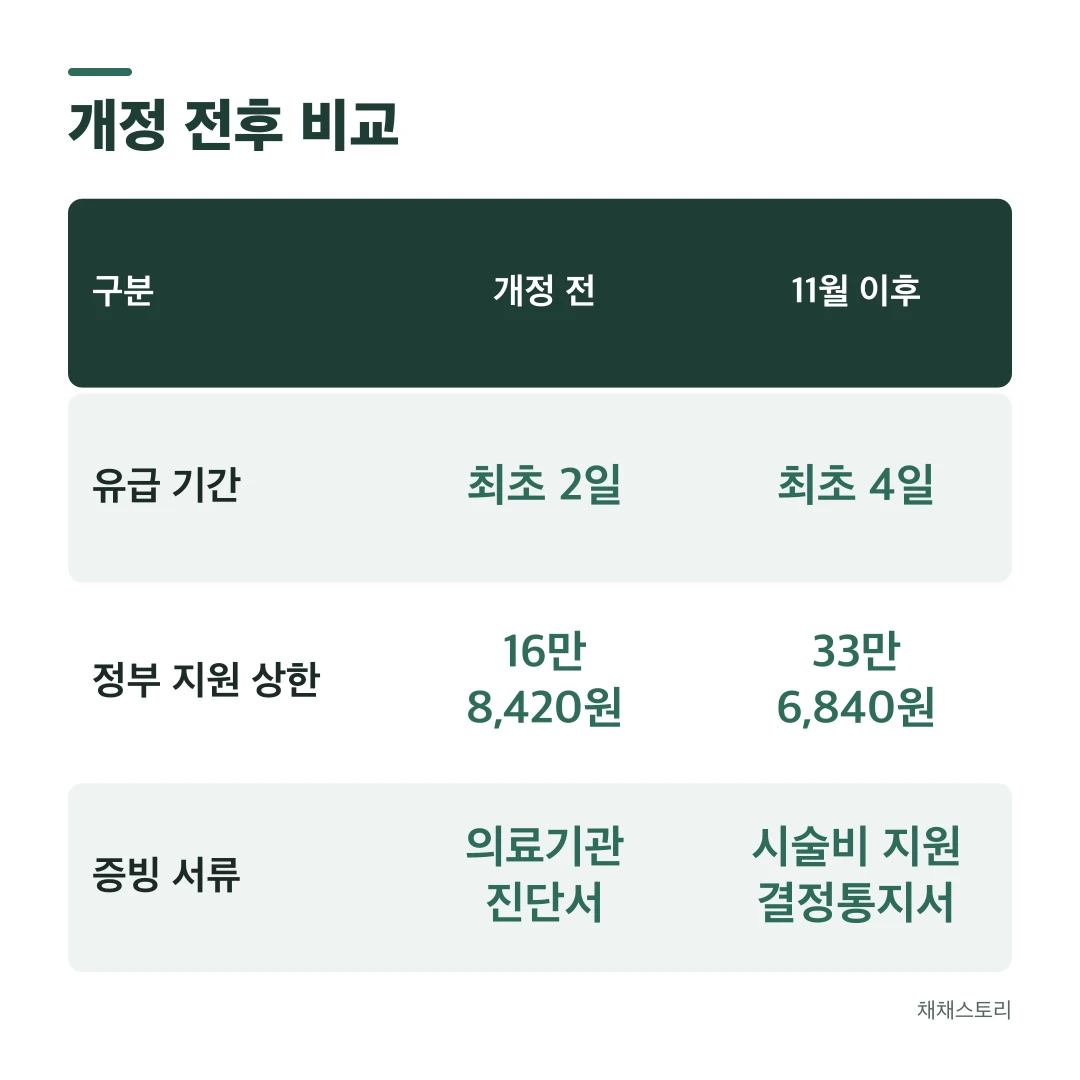 개정 전후 비교
구분 개정 전 11월 이후
유급 기간 최초 2일 최초 4일
정부 지원 상한 16만 8,420원 33만 6,840원
증빙 서류 의료기관 진단서 시술비 지원 결정통지서
채채스토리